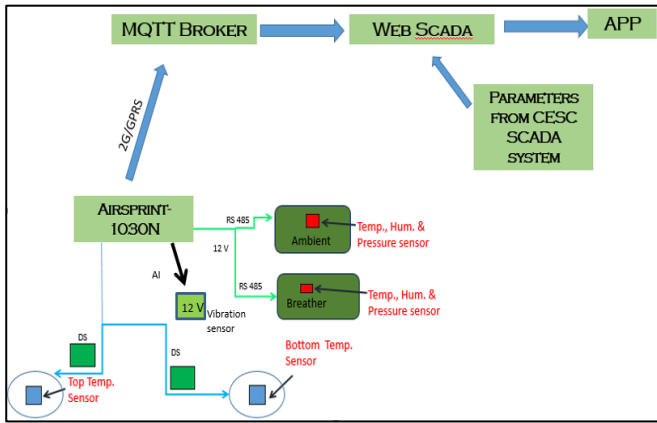 MQTT BROKER
WEB SCADA
APP
2G/GPRS
PARAMETERS
FROM CESC
SCADA
SYSTEM
AIRSPRINT-
1030N
RS 485
12 V
Ambient
Temp., Hum. &
Pressure sensor
AI
RS 485
Breather
Temp., Hum. &
Pressure sensor
12 V
Vibration
sensor
DS
DS
Top Temp.
Sensor
Bottom Temp.
Sensor